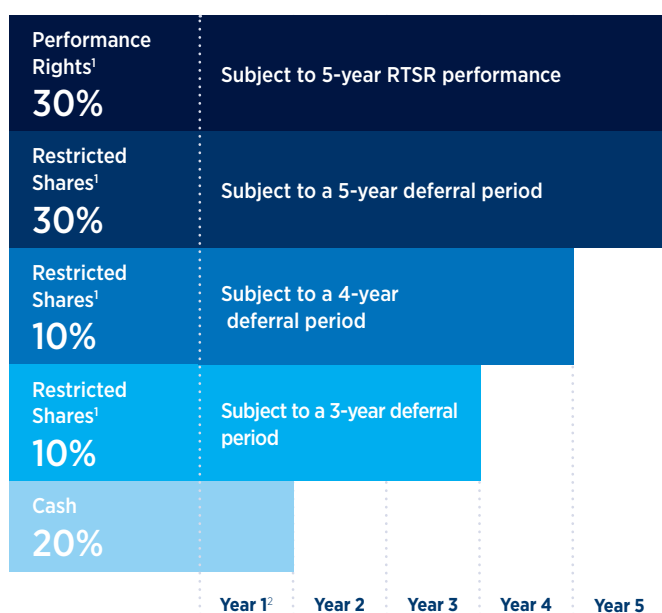 Performance
Rights¹
30%
Subject to 5-year RTSR performance
Restricted
Shares¹
30%
Subject to a 5-year deferral period
Restricted
Shares¹
10%
Subject to a 4-year
deferral period
Restricted
Shares¹
10%
Subject to a 3-year deferral
period
Cash
20%
Year 1² Year 2 Year 3 Year 4 Year 5